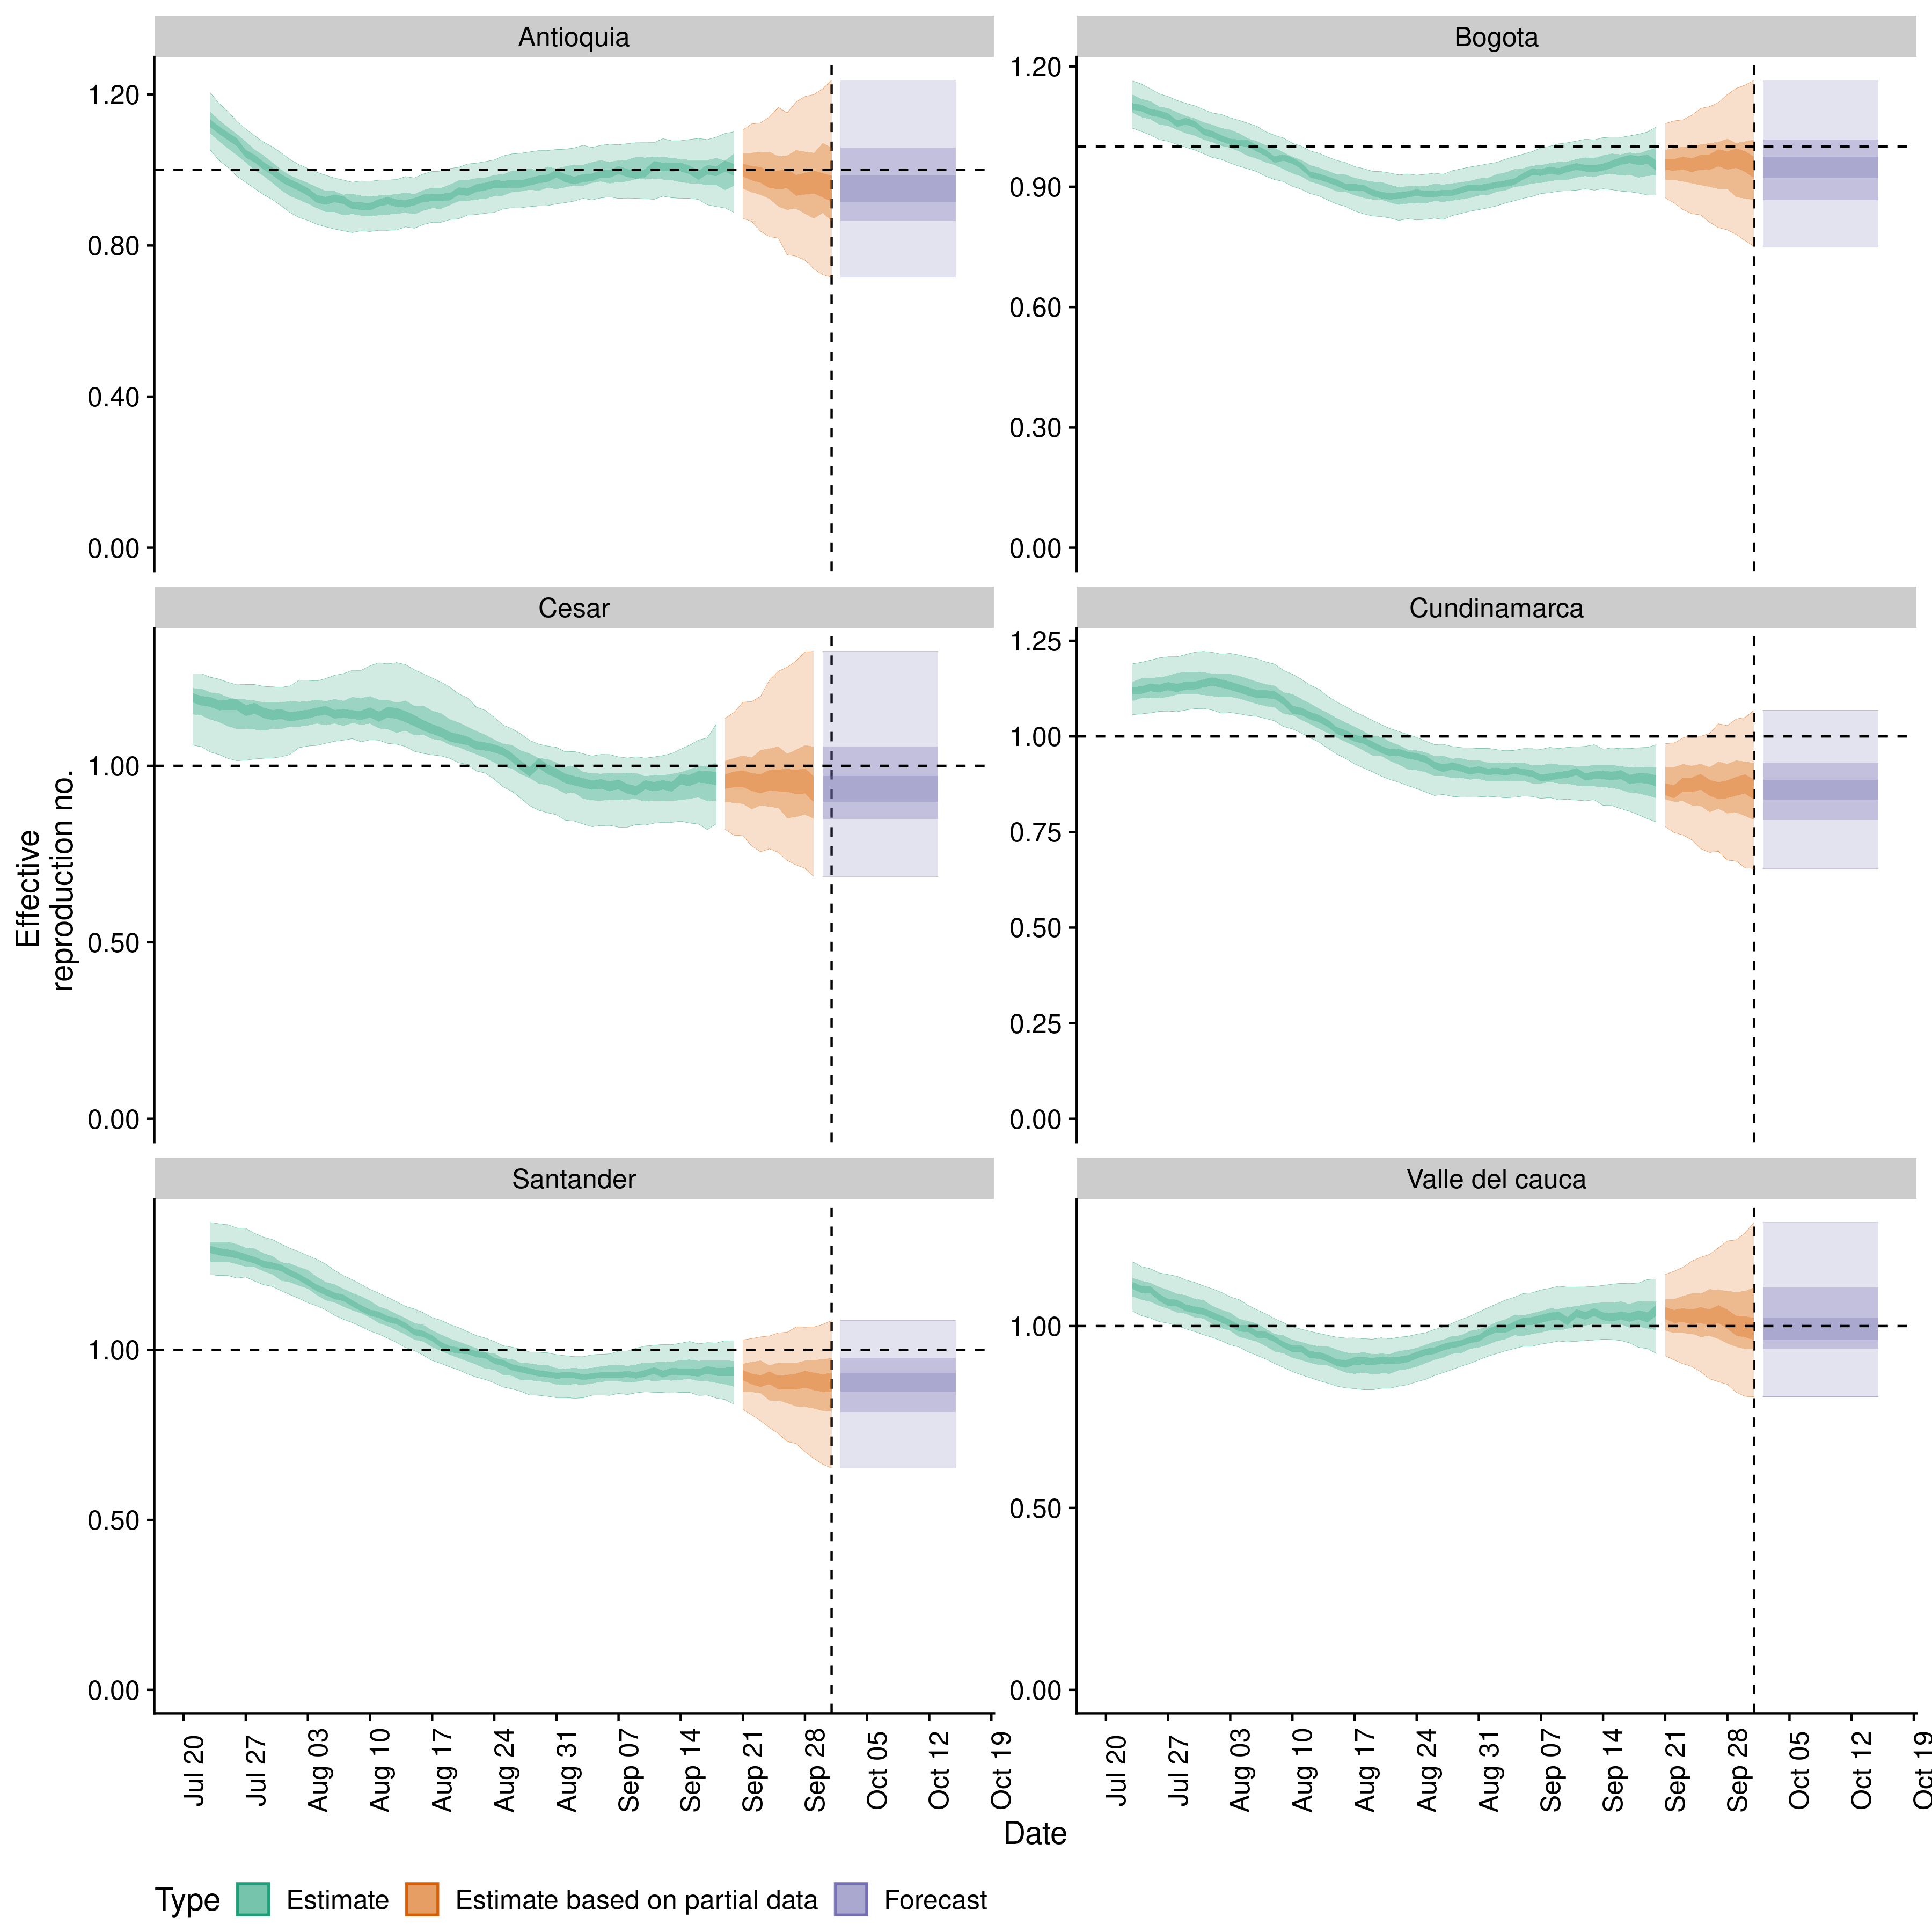 Antioquia
Bogota
1.20
0.80
0.40
0.00
1.20
0.90
0.60
0.30
0.00
Cesar
Cundinamarca
1.00
0.50
0.00
1.25
1.00
0.75
0.50
0.25
0.00
Effective
reproduction no.
Santander
Valle del cauca
1.00
0.50
0.00
1.00
0.50
0.00
Jul 20
Jul 27
Aug 03
Aug 10
Aug 17
Aug 24
Aug 31
Sep 07
Sep 14
Sep 21
Sep 28
Oct 05
Oct 12
Oct 19
Jul 20
Jul 27
Aug 03
Aug 10
Aug 17
Aug 24
Aug 31
Sep 07
Sep 14
Sep 21
Sep 28
Oct 05
Oct 12
Oct 19
Date
Type Estimate Estimate based on partial data Forecast